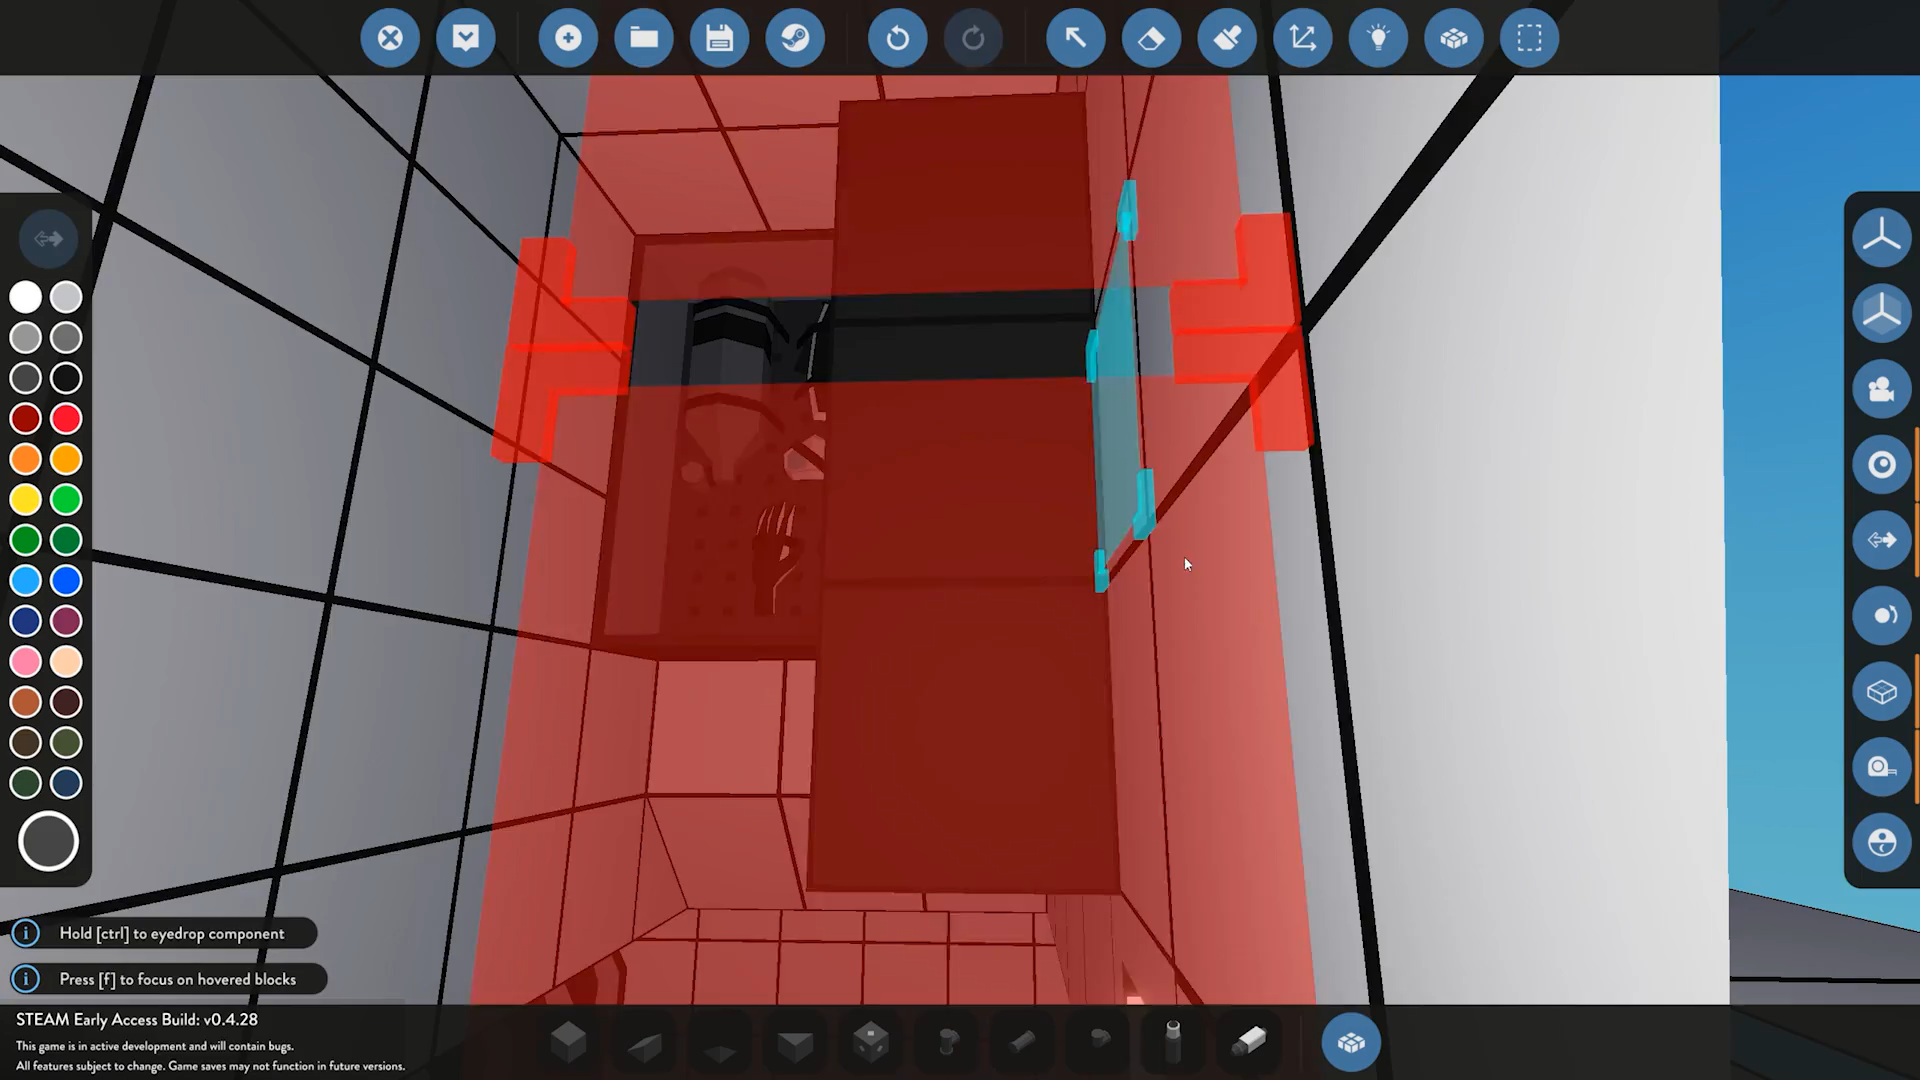 Hold [ctrl] to eyedrop component
Press [f] to focus on hovered blocks
STEAM Early Access Build: v0.4.28
This game is in active development and will contain bugs.
All features subject to change. Game saves may not function in future versions.